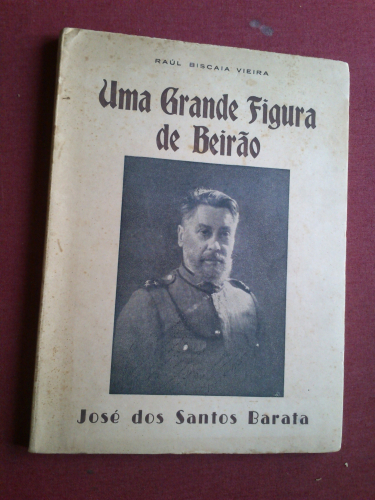 RAÚL BISCAIA VIEIRA
Uma Grande Figura
de Beirão
José dos Santos Barata